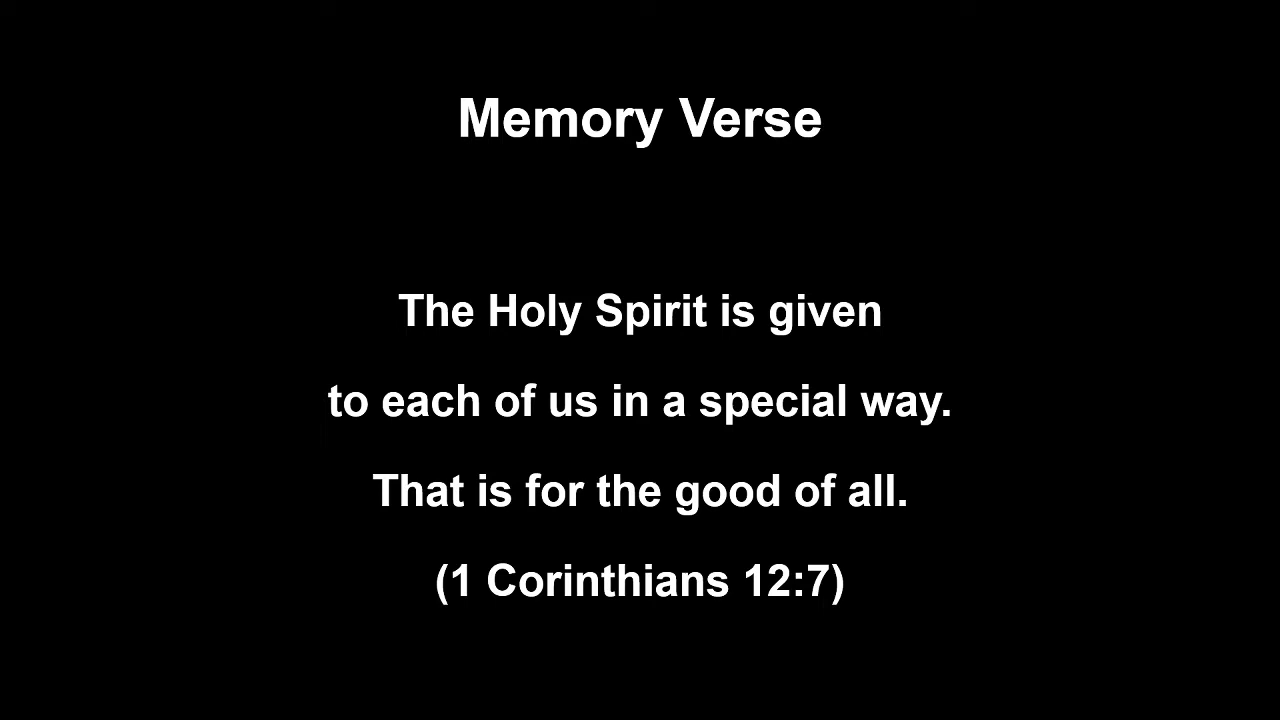 Memory Verse
The Holy Spirit is given
to each of us in a special way.
That is for the good of all.
(1 Corinthians 12:7)